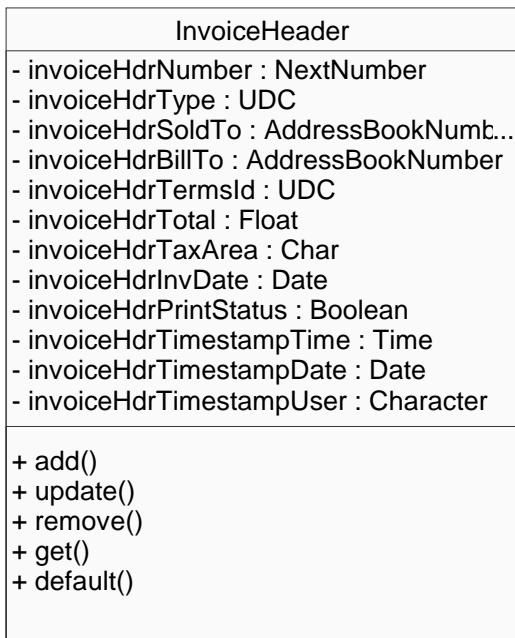 InvoiceHeader
- invoiceHdrNumber : NextNumber
- invoiceHdrType : UDC
- invoiceHdrSoldTo : AddressBookNumb...
- invoiceHdrBillTo : AddressBookNumber
- invoiceHdrTermsId : UDC
- invoiceHdrTotal : Float
- invoiceHdrTaxArea : Char
- invoiceHdrInvDate : Date
- invoiceHdrPrintStatus : Boolean
- invoiceHdrTimestampTime : Time
- invoiceHdrTimestampDate : Date
- invoiceHdrTimestampUser : Character
+ add()
+ update()
+ remove()
+ get()
+ default()